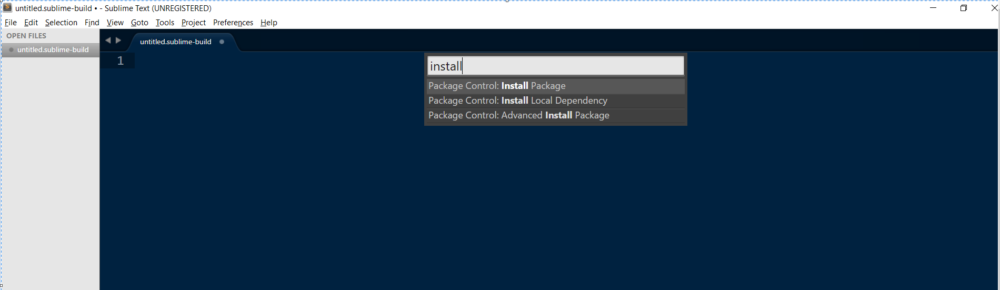 untitled.sublime-build • - Sublime Text (UNREGISTERED)
File Edit Selection Find View Goto Tools Project Preferences Help
OPEN FILES
untitled.sublime-build
untitled.sublime-build
1
install
Package Control: Install Package
Package Control: Install Local Dependency
Package Control: Advanced Install Package